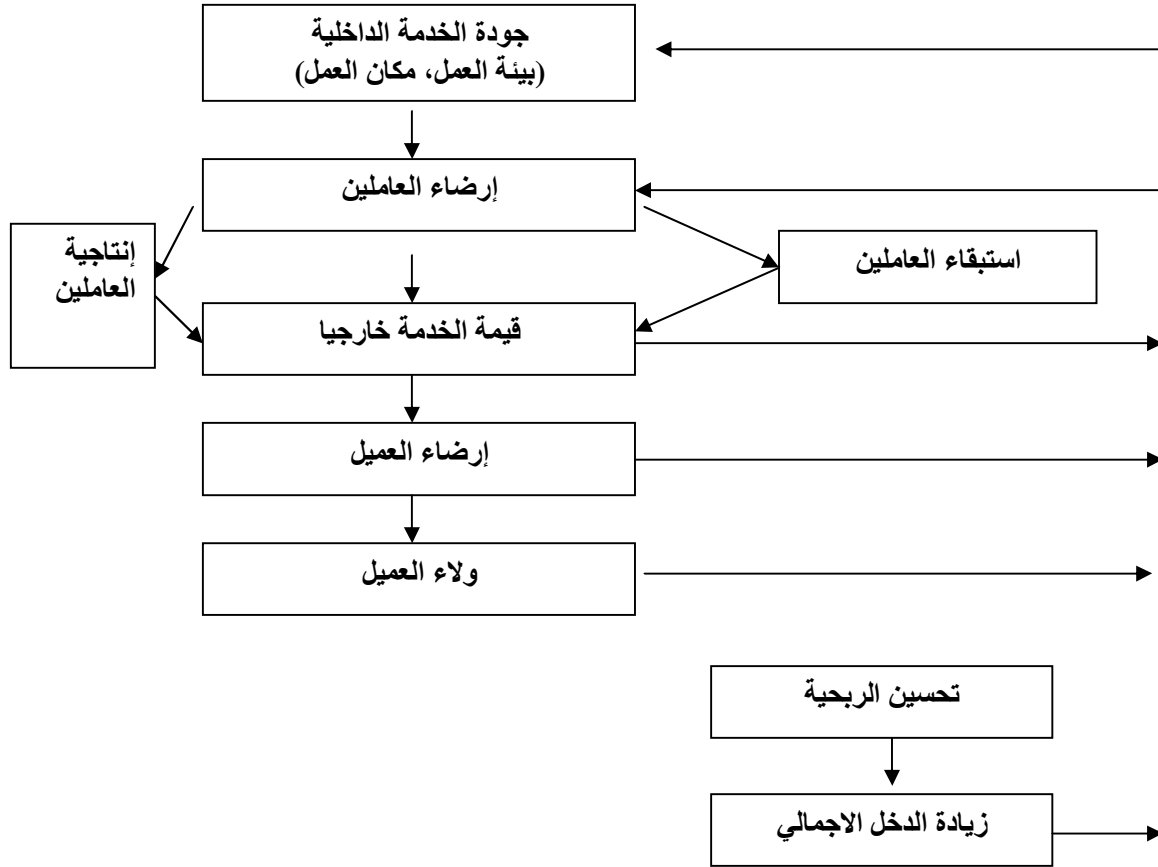 جودة الخدمة الداخلية
(بيئة العمل، مكان العمل)
إرضاء العاملين
إنتاجية
العاملين
استبقاء العاملين
قيمة الخدمة خارجيا
إرضاء العميل
ولاء العميل
تحسين الربحية
زيادة الدخل الاجمالي